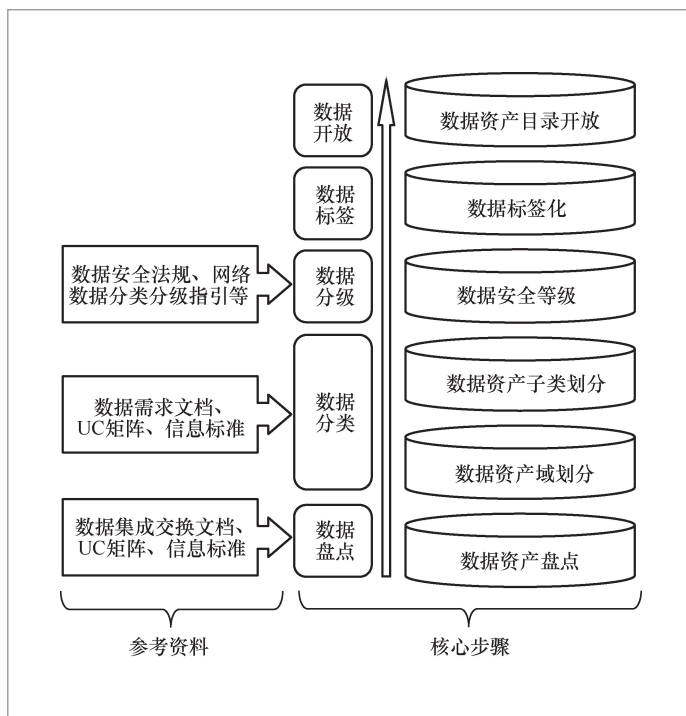 数据
开放
数据资产目录开放
数据
标签
数据标签化
数据安全法规、网络
数据分类分级指引等
数据
分级
数据安全等级
数据需求文档、
UC矩阵、信息标准
数据
分类
数据资产子类划分
数据资产域划分
数据集成交换文档、
UC矩阵、信息标准
数据
盘点
数据资产盘点
参考资料
核心步骤